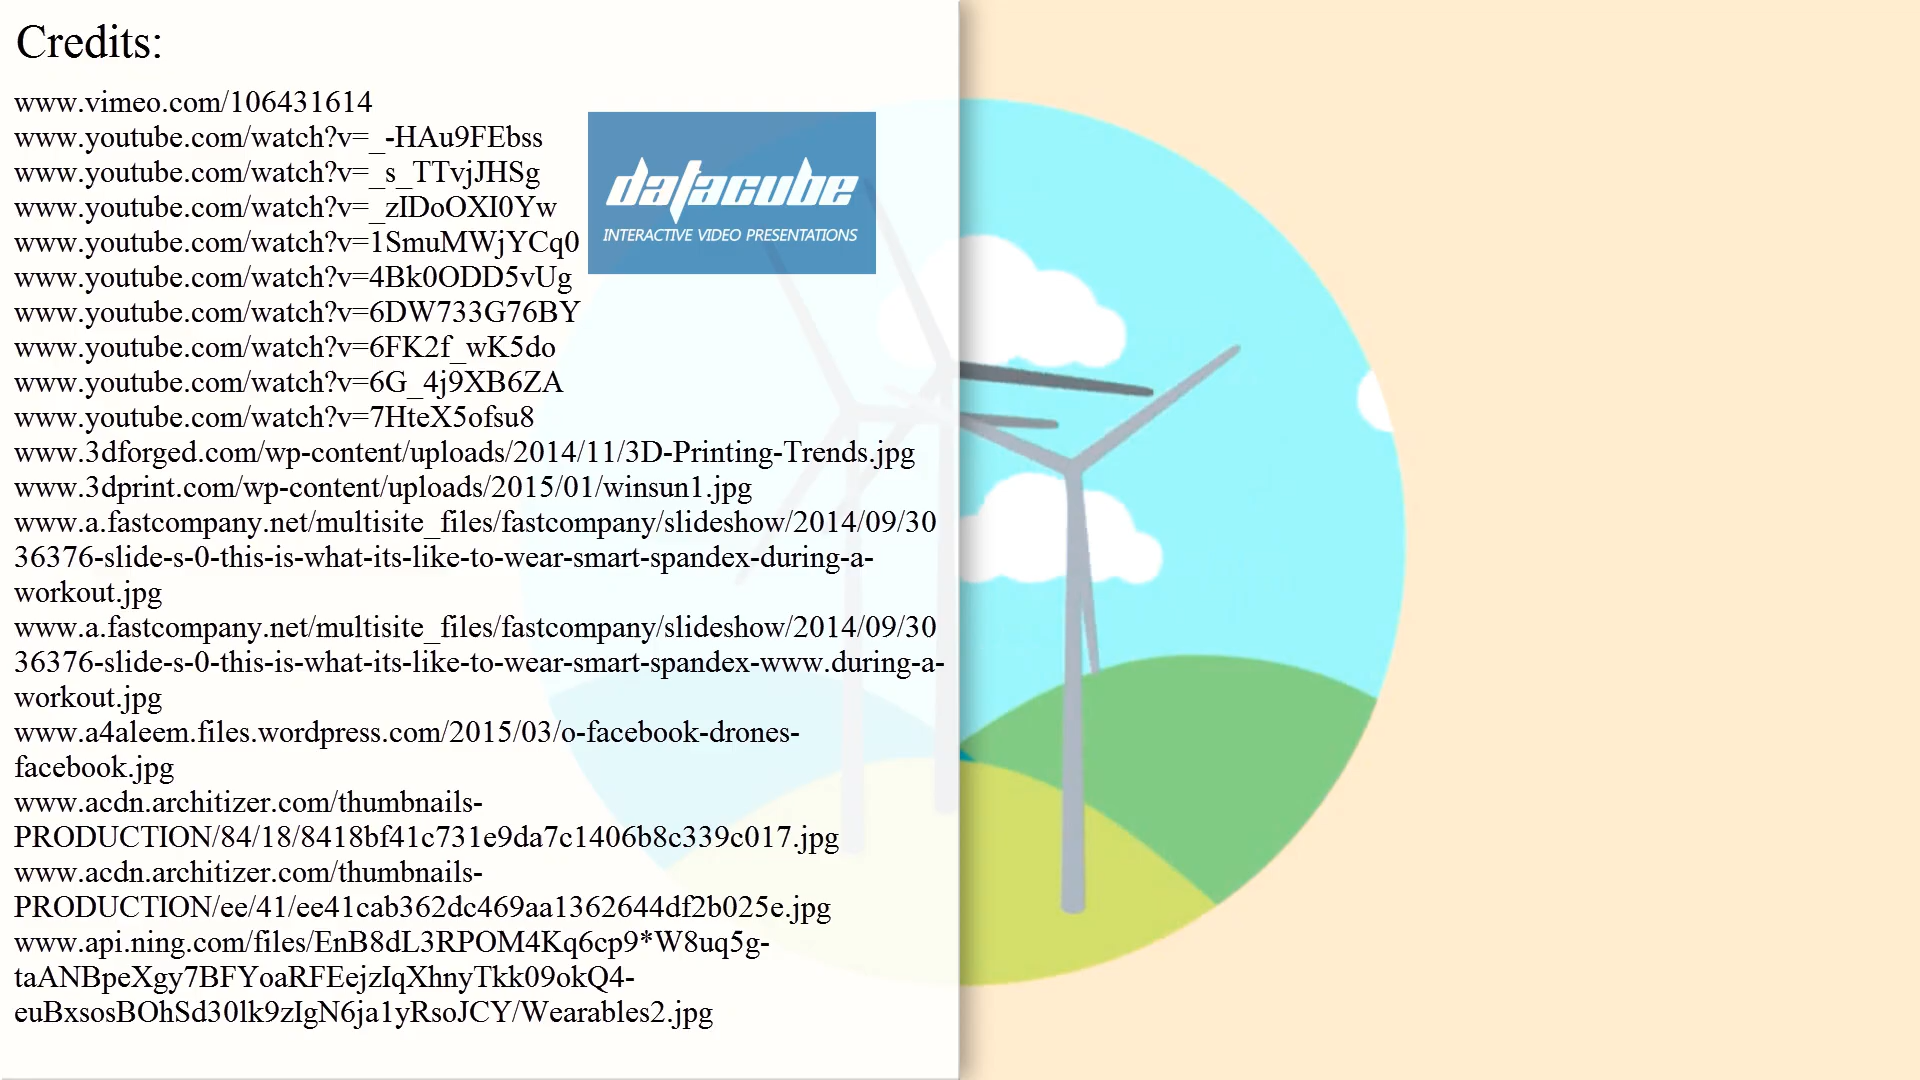 Credits:
www.vimeo.com/106431614
www.youtube.com/watch?v=_-HAu9FEbss
www.youtube.com/watch?v=_s_TTvjJHSg
www.youtube.com/watch?v=_zIDoOXI0Yw
www.youtube.com/watch?v=1SmuMWjYCq0
www.youtube.com/watch?v=4Bk0ODD5vUg
www.youtube.com/watch?v=6DW733G76BY
www.youtube.com/watch?v=6FK2f_wK5do
www.youtube.com/watch?v=6G_4j9XB6ZA
www.youtube.com/watch?v=7HteX5ofsu8
www.3dforged.com/wp-content/uploads/2014/11/3D-Printing-Trends.jpg
www.3dprint.com/wp-content/uploads/2015/01/winsun1.jpg
www.a.fastcompany.net/multisite_files/fastcompany/slideshow/2014/09/30
36376-slide-s-0-this-is-what-its-like-to-wear-smart-spandex-during-a-
workout.jpg
www.a.fastcompany.net/multisite_files/fastcompany/slideshow/2014/09/30
36376-slide-s-0-this-is-what-its-like-to-wear-smart-spandex-www.during-a-
workout.jpg
www.a4aleem.files.wordpress.com/2015/03/o-facebook-drones-
facebook.jpg
www.acdn.architizer.com/thumbnails-
PRODUCTION/84/18/8418bf41c731e9da7c1406b8c339c017.jpg
www.acdn.architizer.com/thumbnails-
PRODUCTION/ee/41/ee41cab362dc469aa1362644df2b025e.jpg
www.api.ning.com/files/EnB8dL3RPOM4Kq6cp9*W8uq5g-
taANBpeXgy7BFYoaRFEejzIqXhnyTkk09okQ4-
euBxsosBOhSd30lk9zIgN6ja1yRsoJCY/Wearables2.jpg
datacube
INTERACTIVE VIDEO PRESENTATIONS